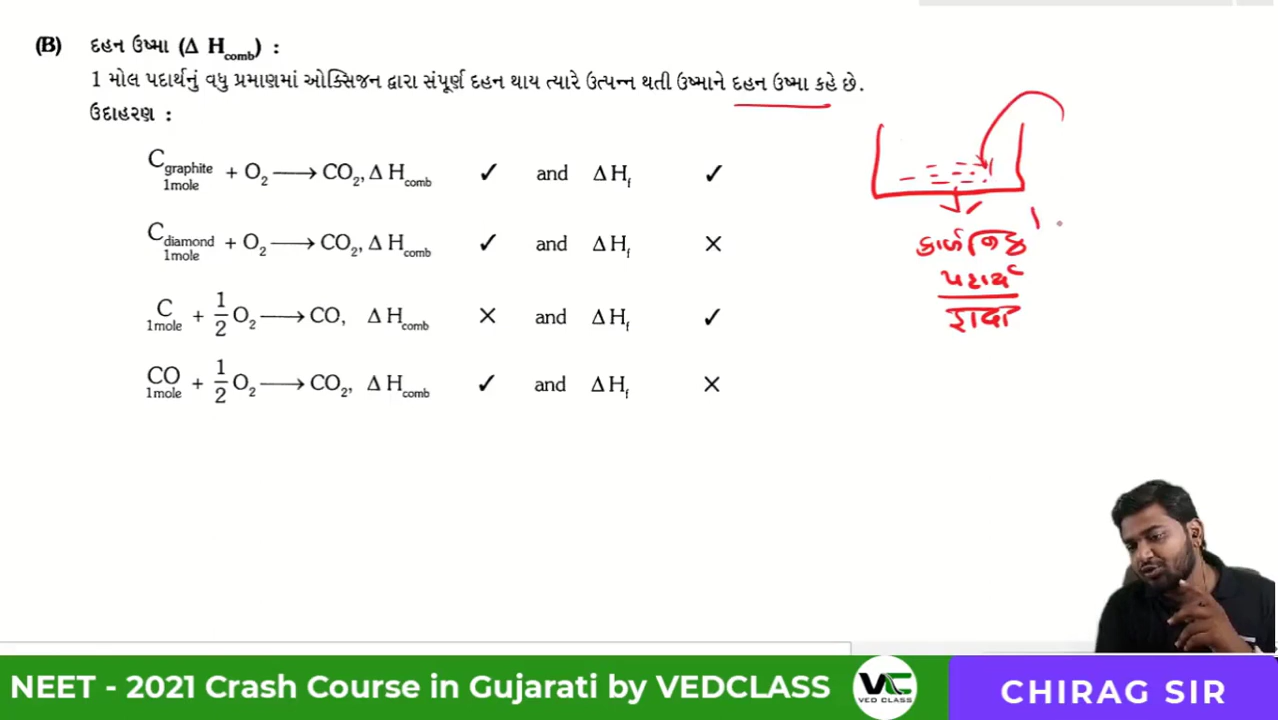 (B) દહન ઉષ્મા (Δ H_comb) :
1 મોલ પદાર્થનું વધુ પ્રમાણમાં ઓક્સિજન દ્વારા સંપૂર્ણ દહન થાય ત્યારે ઉત્પન્ન થતી ઉષ્માને દહન ઉષ્મા કહે છે.
ઉદાહરણ :
C_graphite + O₂ ⟶ CO₂, Δ H_comb ✓ and Δ H_f ✓
1mole
C_diamond + O₂ ⟶ CO₂, Δ H_comb ✓ and Δ H_f ×
1mole
C + 1/2 O₂ ⟶ CO, Δ H_comb × and Δ H_f ✓
1mole
CO + 1/2 O₂ ⟶ CO₂, Δ H_comb ✓ and Δ H_f ×
1mole
કાર્બનિક
પદાર્થ
NEET - 2021 Crash Course in Gujarati by VEDCLASS
VC
VED CLASS
CHIRAG SIR